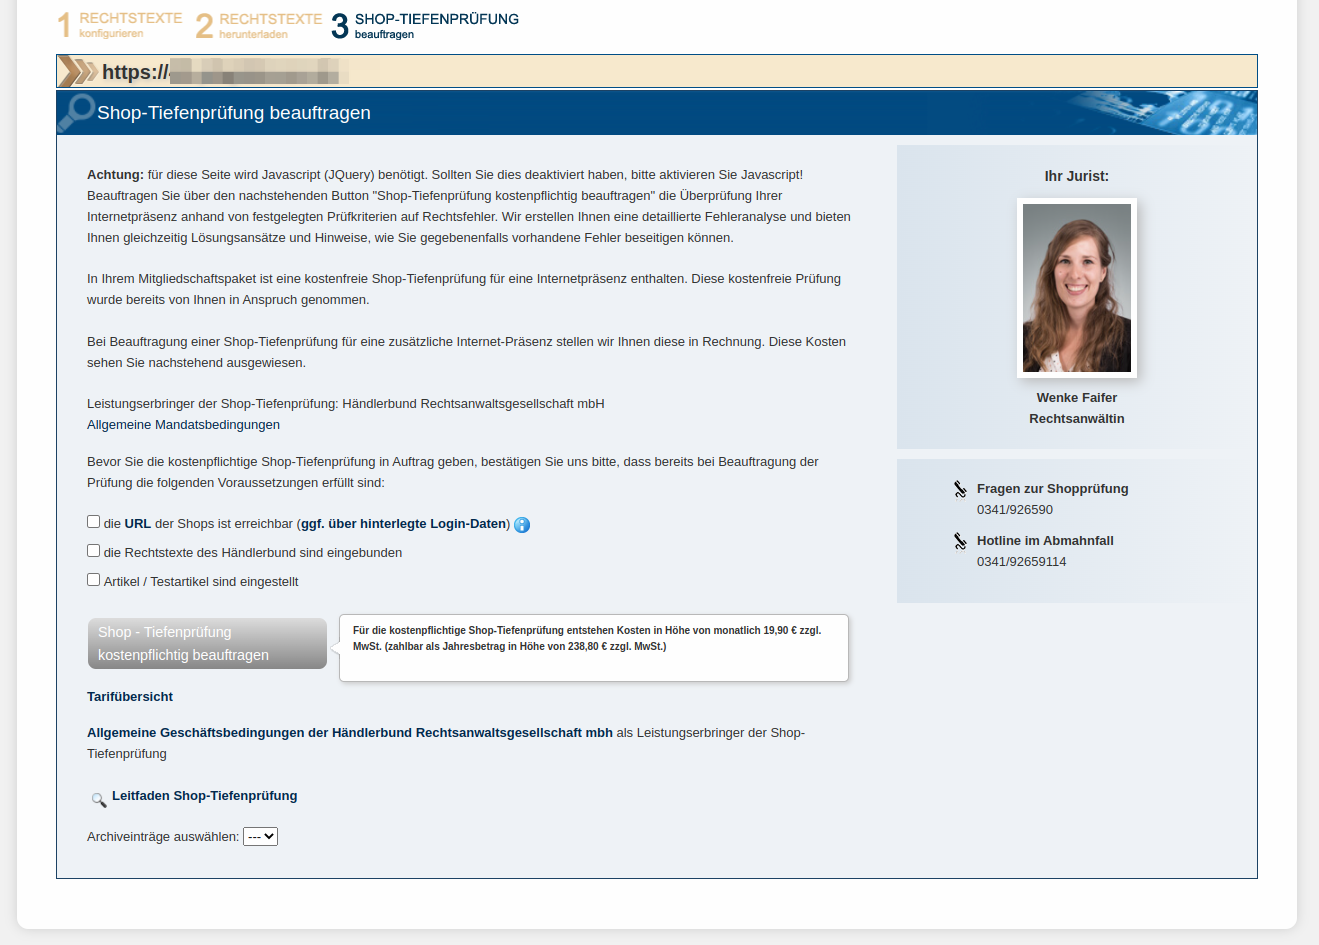 1 RECHTSTEXTE
konfigurieren
2 RECHTSTEXTE
herunterladen
3 SHOP-TIEFENPRÜFUNG
beauftragen
https://
Shop-Tiefenprüfung beauftragen
Achtung: für diese Seite wird Javascript (JQuery) benötigt. Sollten Sie dies deaktiviert haben, bitte aktivieren Sie Javascript!
Beauftragen Sie über den nachstehenden Button "Shop-Tiefenprüfung kostenpflichtig beauftragen" die Überprüfung Ihrer
Internetpräsenz anhand von festgelegten Prüfkriterien auf Rechtsfehler. Wir erstellen Ihnen eine detaillierte Fehleranalyse und bieten
Ihnen gleichzeitig Lösungsansätze und Hinweise, wie Sie gegebenenfalls vorhandene Fehler beseitigen können.
In Ihrem Mitgliedschaftspaket ist eine kostenfreie Shop-Tiefenprüfung für eine Internetpräsenz enthalten. Diese kostenfreie Prüfung
wurde bereits von Ihnen in Anspruch genommen.
Bei Beauftragung einer Shop-Tiefenprüfung für eine zusätzliche Internet-Präsenz stellen wir Ihnen diese in Rechnung. Diese Kosten
sehen Sie nachstehend ausgewiesen.
Leistungserbringer der Shop-Tiefenprüfung: Händlerbund Rechtsanwaltsgesellschaft mbH
Allgemeine Mandatsbedingungen
Bevor Sie die kostenpflichtige Shop-Tiefenprüfung in Auftrag geben, bestätigen Sie uns bitte, dass bereits bei Beauftragung der
Prüfung die folgenden Voraussetzungen erfüllt sind:
die URL der Shops ist erreichbar (ggf. über hinterlegte Login-Daten)
die Rechtstexte des Händlerbund sind eingebunden
Artikel / Testartikel sind eingestellt
Shop - Tiefenprüfung
kostenpflichtig beauftragen
Für die kostenpflichtige Shop-Tiefenprüfung entstehen Kosten in Höhe von monatlich 19,90 € zzgl.
MwSt. (zahlbar als Jahresbetrag in Höhe von 238,80 € zzgl. MwSt.)
Tarifübersicht
Allgemeine Geschäftsbedingungen der Händlerbund Rechtsanwaltsgesellschaft mbh als Leistungserbringer der Shop-
Tiefenprüfung
Leitfaden Shop-Tiefenprüfung
Archiveinträge auswählen: ---
Ihr Jurist:
Wenke Faifer
Rechtsanwältin
Fragen zur Shopprüfung
0341/926590
Hotline im Abmahnfall
0341/92659114